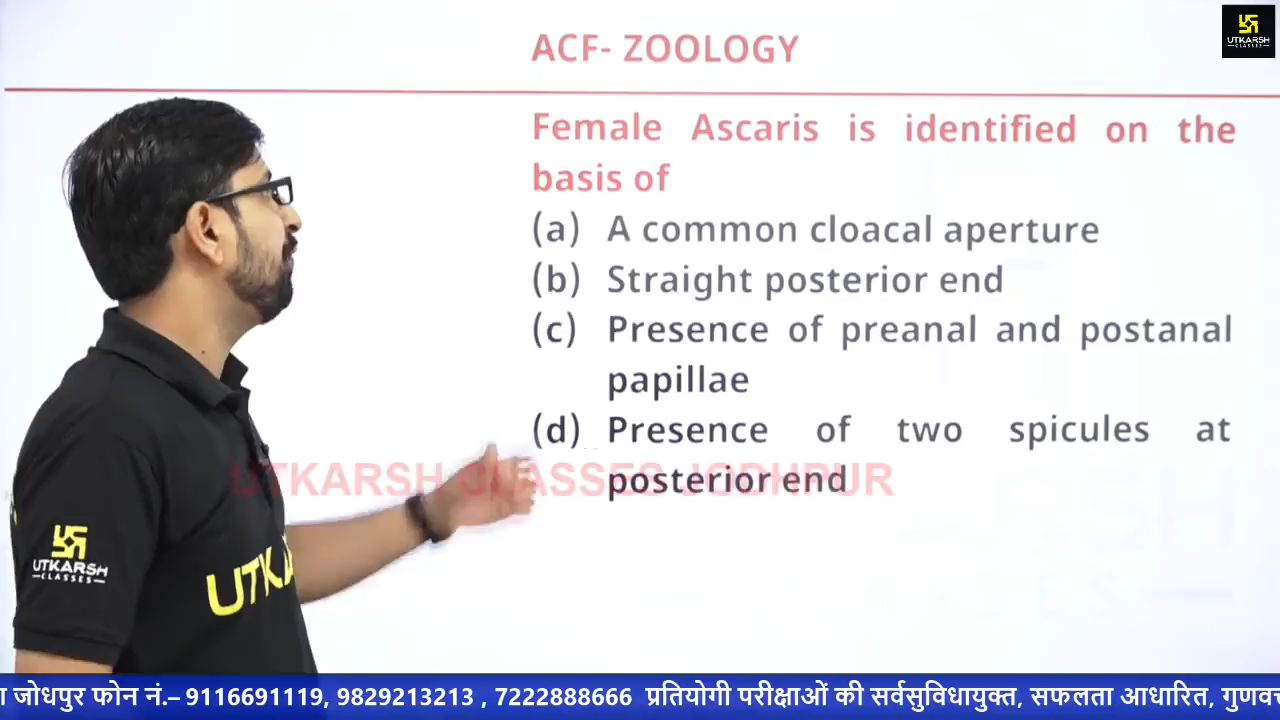 UTKARSH
CLASSES
ACF- ZOOLOGY
Female Ascaris is identified on the
basis of
(a) A common cloacal aperture
(b) Straight posterior end
(c) Presence of preanal and postanal
papillae
(d) Presence of two spicules at
posterior end
UTKARSH CLASSES JODHPUR
UTKARSH
CLASSES
जोधपुर फोन नं.– 9116691119, 9829213213 , 7222888666 प्रतियोगी परीक्षाओं की सर्वसुविधायुक्त, सफलता आधारित,